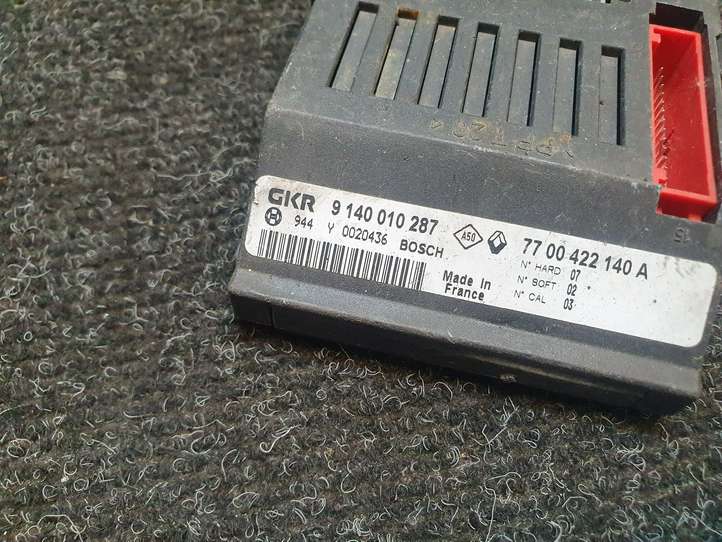 GKR 9 140 010 287
944 Y 0020436 BOSCH
A50
77 00 422 140 A
N° HARD 07
N° SOFT 02 *
N° CAL 03
Made in
France
15